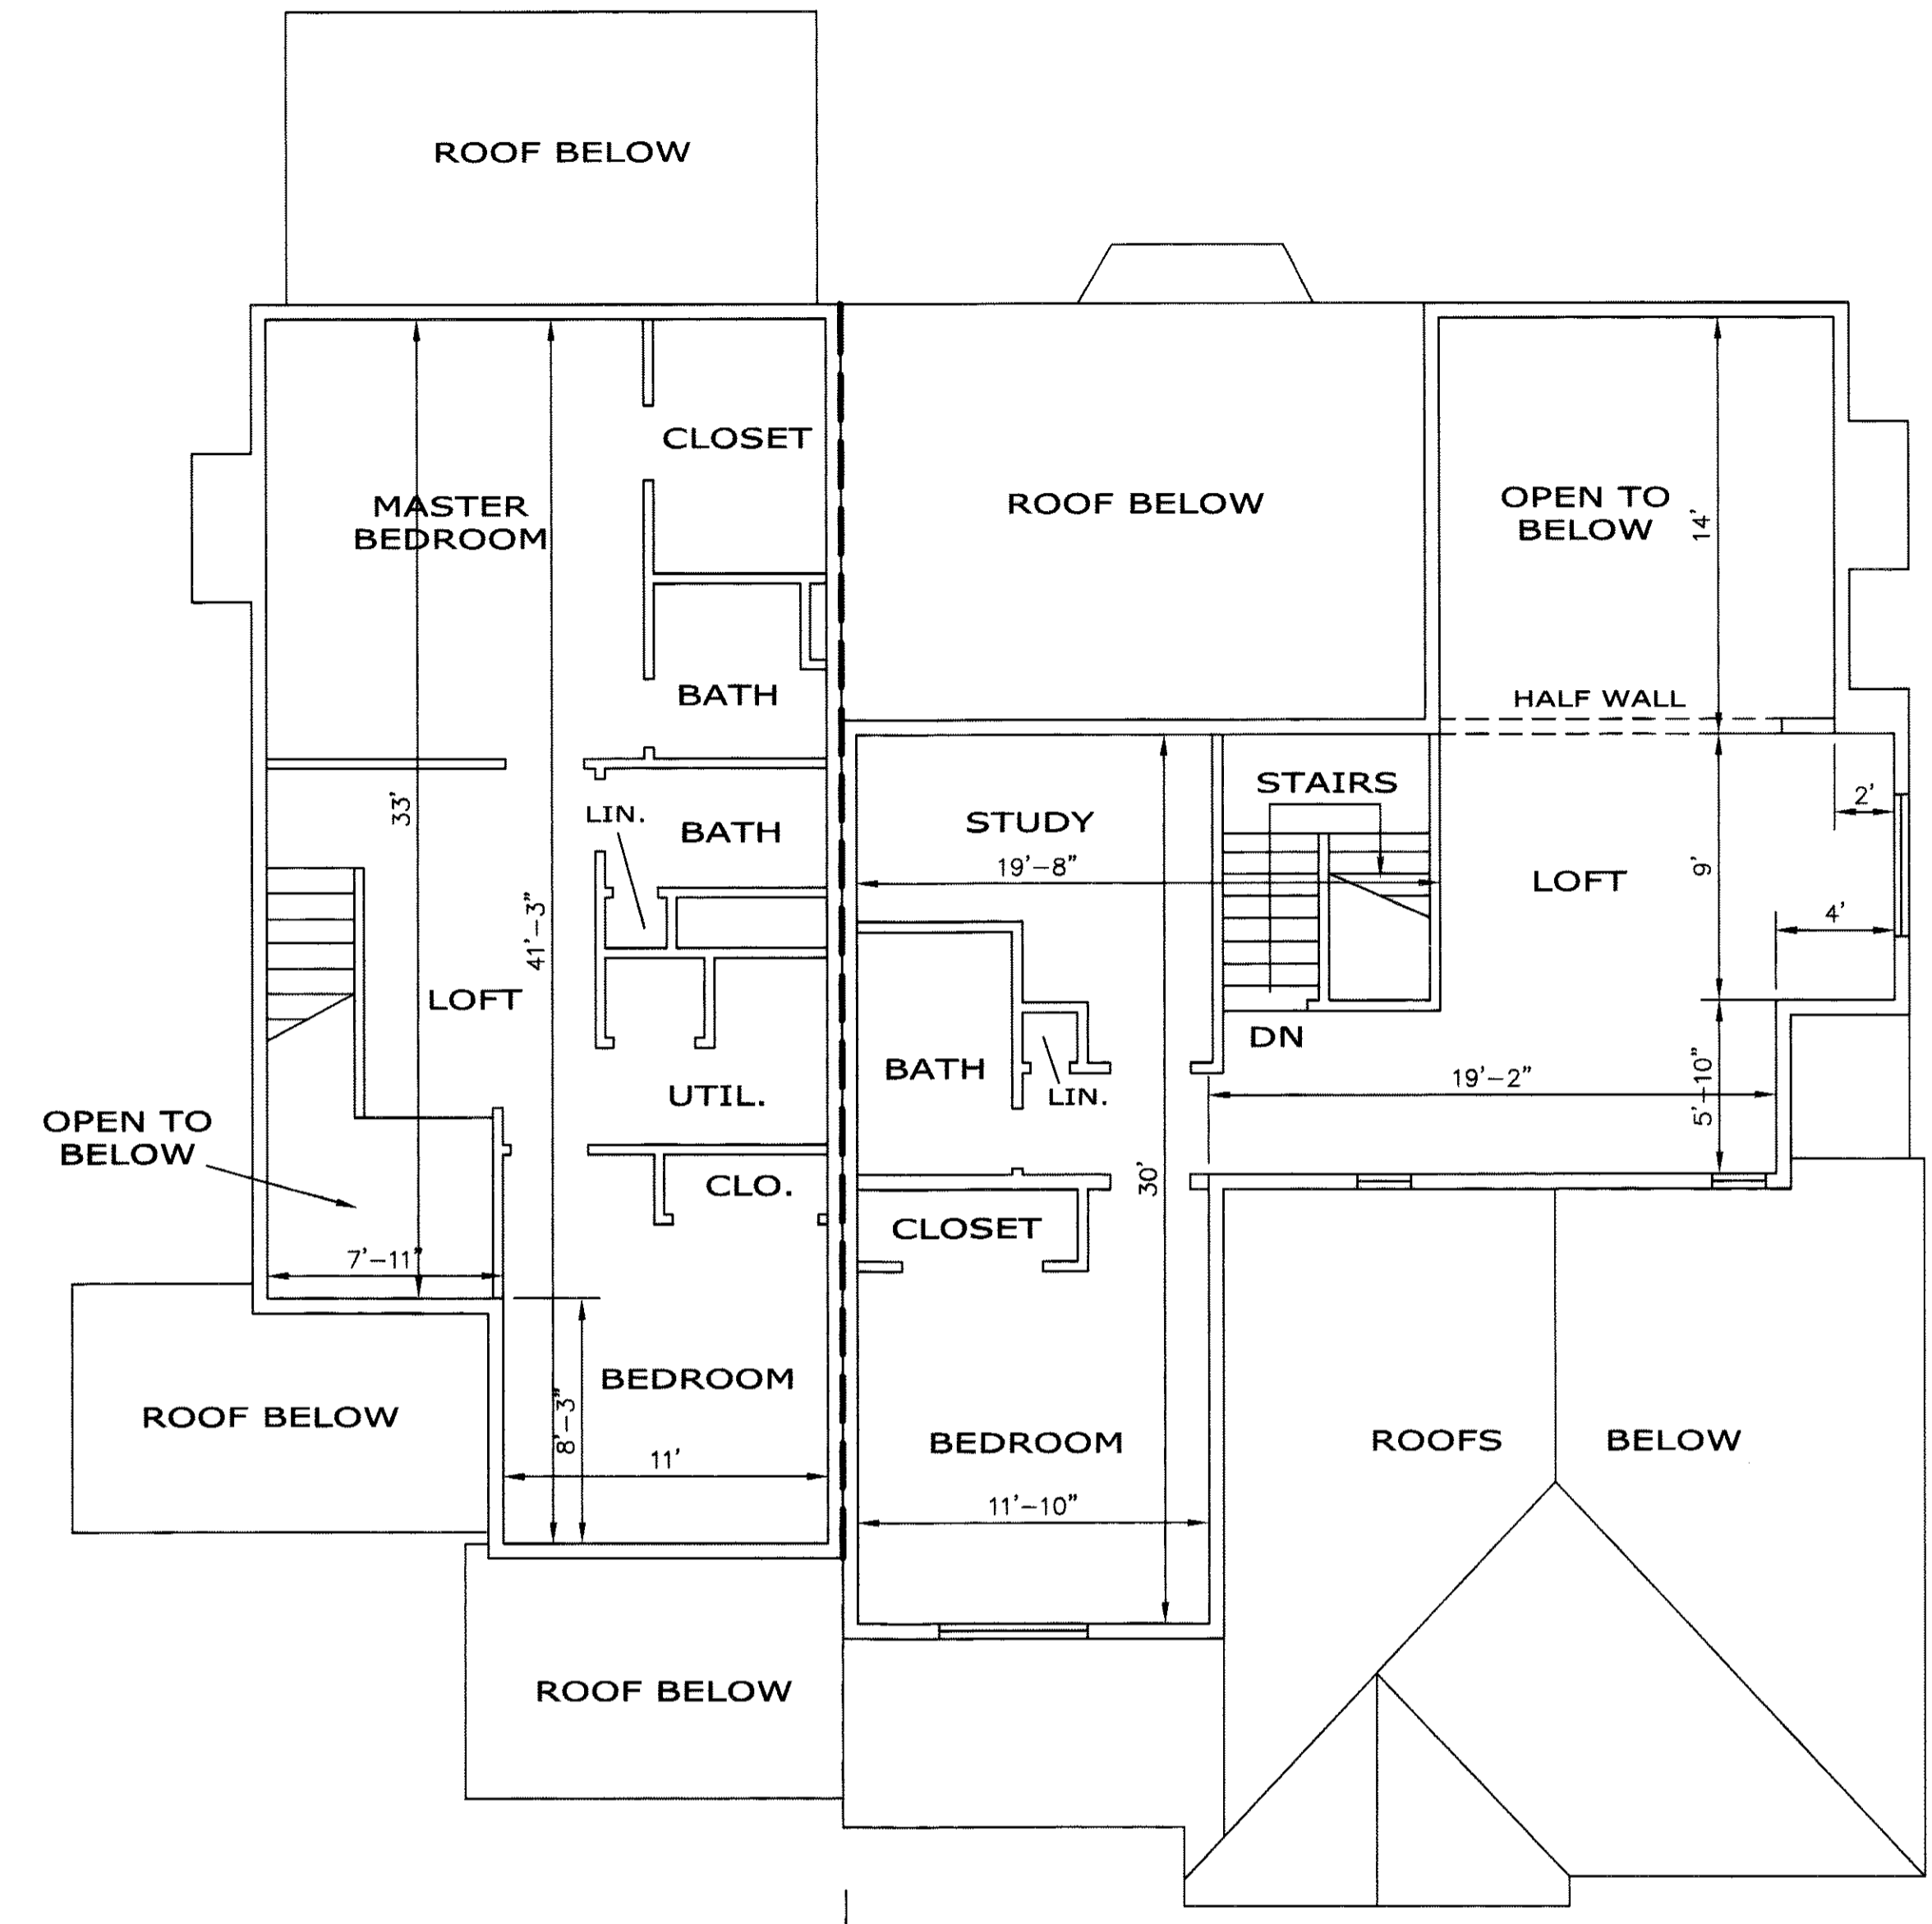 ROOF BELOW
CLOSET
MASTER
BEDROOM
ROOF BELOW
OPEN TO
BELOW
14'
BATH
HALF WALL
33'
LIN.
BATH
STUDY
STAIRS
2'
19'-8"
LOFT
9'
4'
41'-3"
LOFT
DN
BATH
UTIL.
LIN.
19'-2"
5'-10"
OPEN TO
BELOW
CLO.
30'
CLOSET
7'-11"
BEDROOM
8'-3"
ROOF BELOW
BEDROOM
ROOFS
BELOW
11'
11'-10"
ROOF BELOW